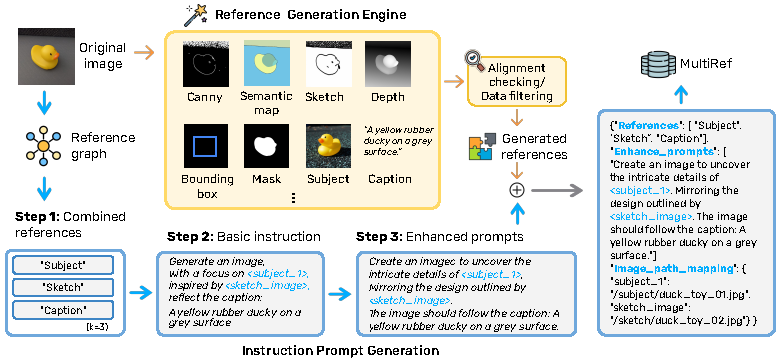 Reference Generation Engine
Original
image
Canny
Semantic
map
Sketch
Depth
Bounding
box
Mask
Subject
"A yellow rubber
ducky on a grey
surface."
Caption
Alignment
checking/
Data filtering
Generated
references
MultiRef
Reference
graph
Step 1: Combined
references
"Subject"
"Sketch"
"Caption"
[k=3)
Step 2: Basic instruction
Generate an image,
with a focus on <subject_1>,
inspired by <sketch_image>,
reflect the caption:
A yellow rubber ducky on a
grey surface
Step 3: Enhanced prompts
Create an imagec to uncover the
intricate details of <subject_1>,
Mirroring the design outlined by
<sketch_image>.
The image should follow the caption: A
yellow rubber ducky on a grey surface.
Instruction Prompt Generation
{"References": [ "Subject".
"Sketch". "Caption"].
"Enhance_prompts": [
"Create an image to uncover the
intricate details of
<subject_1>. Mirroring the
design outlined by
<sketch_image>. The image
should follow the caption: A
yellow rubber ducky on a grey
surface."]
"Image_path_mapping": {
"subject_1":
"/subject/duck_toy_01.jpg".
"sketch_image":
"/sketch/duck_toy_02.jpg"} }